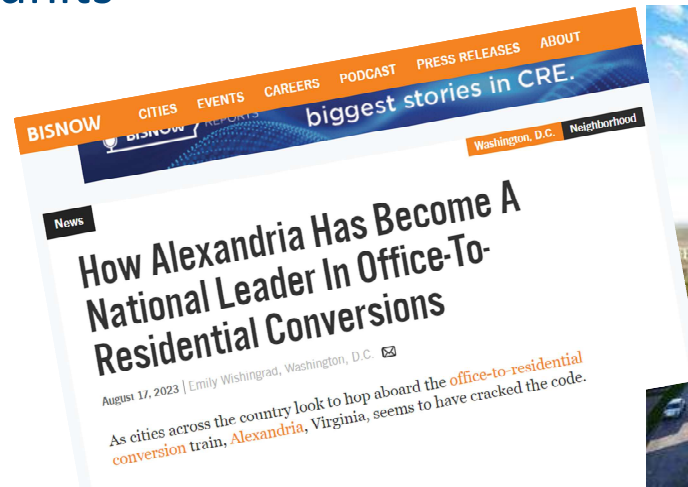 BISNOW CITIES EVENTS CAREERS PODCAST PRESS RELEASES ABOUT
BISNOW REPORTS biggest stories in CRE.
Washington, D.C. Neighborhood
News
How Alexandria Has Become A
National Leader In Office-To-
Residential Conversions
August 17, 2023 | Emily Wishingrad, Washington, D.C.
As cities across the country look to hop aboard the office-to-residential
conversion train, Alexandria, Virginia, seems to have cracked the code.